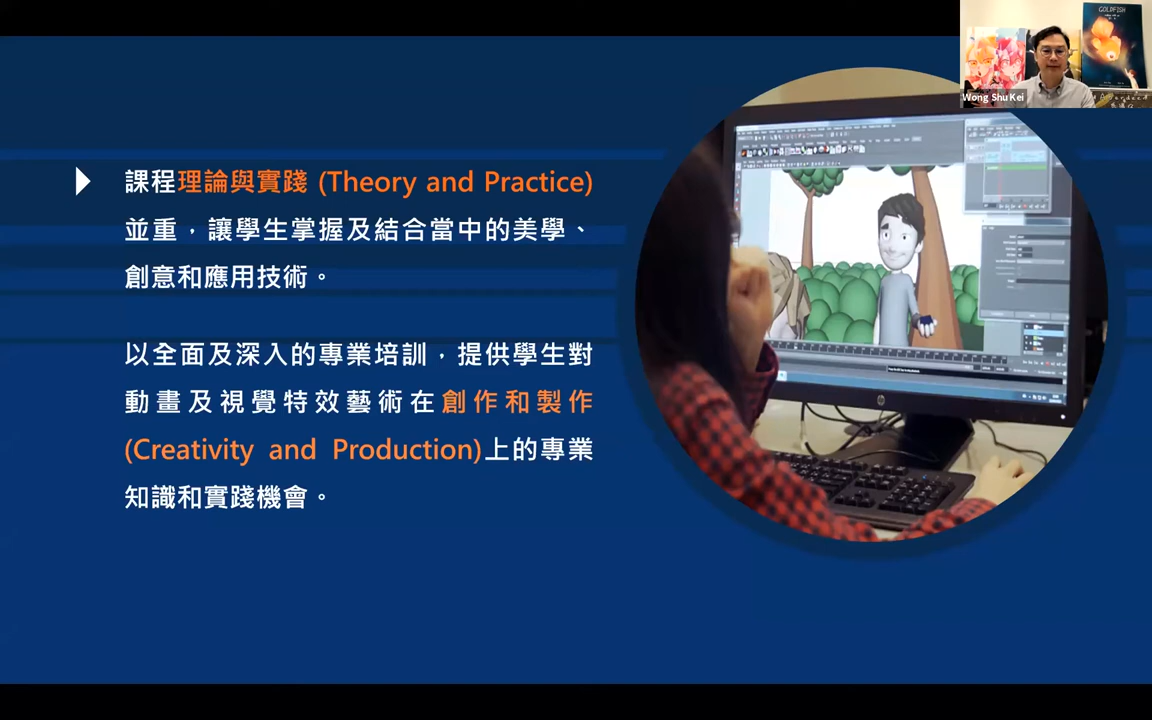 GOLDFISH
Wong Shu Kei
課程理論與實踐 (Theory and Practice)
並重，讓學生掌握及結合當中的美學、
創意和應用技術。
以全面及深入的專業培訓，提供學生對
動畫及視覺特效藝術在創作和製作
(Creativity and Production)上的專業
知識和實踐機會。